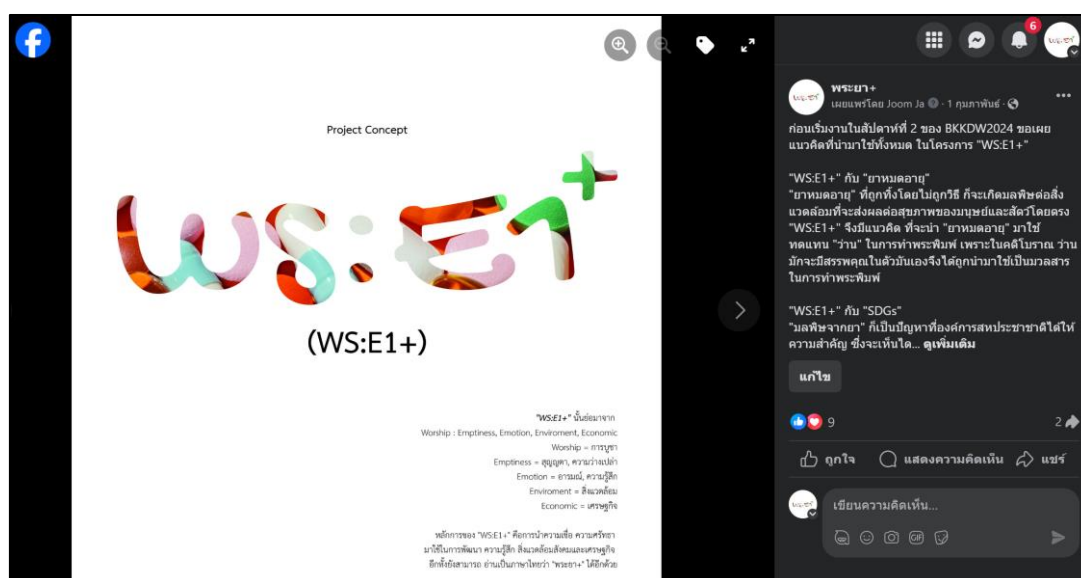 Project Concept
WS:E1+
(WS:E1+)
"WS:E1+" นั้นย่อมาจาก
Worship : Emptiness, Emotion, Enviroment, Economic
Worship = การบูชา
Emptiness = สุญญตา, ความว่างเปล่า
Emotion = อารมณ์, ความรู้สึก
Enviroment = สิ่งแวดล้อม
Economic = เศรษฐกิจ
หลักการของ "WS:E1+" คือการนำความเชื่อ ความศรัทธา
มาใช้ในการพัฒนา ความรู้สึก สิ่งแวดล้อมสังคมและเศรษฐกิจ
อีกทั้งยังสามารถ อ่านเป็นภาษาไทยว่า "พระยา+" ได้อีกด้วย
6
พระยา+
เผยแพร่โดย Joom Ja · 1 กุมภาพันธ์ ·
ก่อนเริ่มงานในสัปดาห์ที่ 2 ของ BKKDW2024 ขอเผย
แนวคิดที่นำมาใช้ทั้งหมด ในโครงการ "WS:E1+"
"WS:E1+" กับ "ยาหมดอายุ"
"ยาหมดอายุ" ที่ถูกทิ้งโดยไม่ถูกวิธี ก็จะเกิดมลพิษต่อสิ่ง
แวดล้อมที่จะส่งผลต่อสุขภาพของมนุษย์และสัตว์โดยตรง
"WS:E1+" จึงมีแนวคิด ที่จะนำ "ยาหมดอายุ" มาใช้
ทดแทน "ว่าน" ในการทำพระพิมพ์ เพราะในคติโบราณ ว่าน
มักจะมีสรรพคุณในตัวมันเองจึงได้ถูกนำมาใช้เป็นมวลสาร
ในการทำพระพิมพ์
"WS:E1+" กับ "SDGs"
"มลพิษจากยา" ก็เป็นปัญหาที่องค์การสหประชาชาติได้ให้
ความสำคัญ ซึ่งจะเห็นได... ดูเพิ่มเติม
แก้ไข
9
2
ถูกใจ
แสดงความคิดเห็น
แชร์
เขียนความคิดเห็น...
GIF